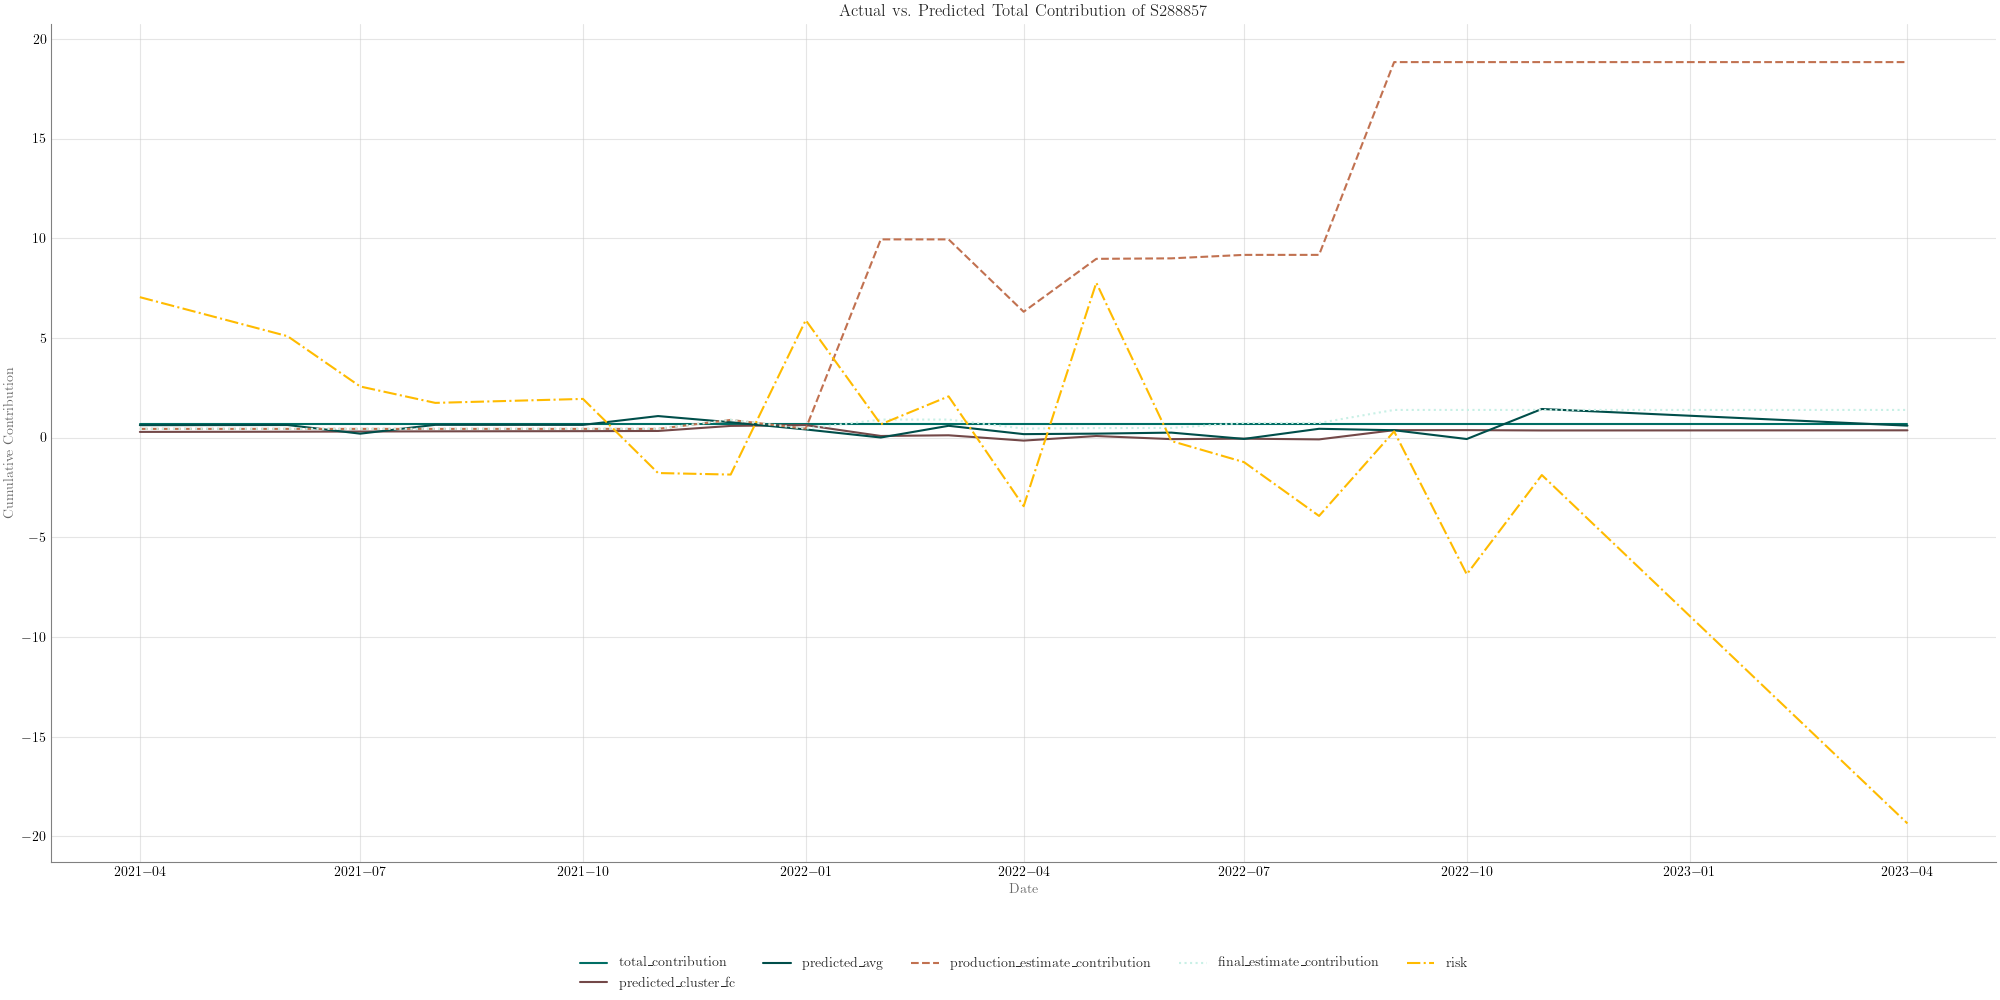 Actual vs. Predicted Total Contribution of S288857
20
15
10
5
0
−5
−10
−15
−20
Cumulative Contribution
2021−04 2021−07 2021−10 2022−01 2022−04 2022−07 2022−10 2023−01 2023−04
Date
total_contribution predicted_avg production_estimate_contribution final_estimate_contribution risk
predicted_cluster_fc